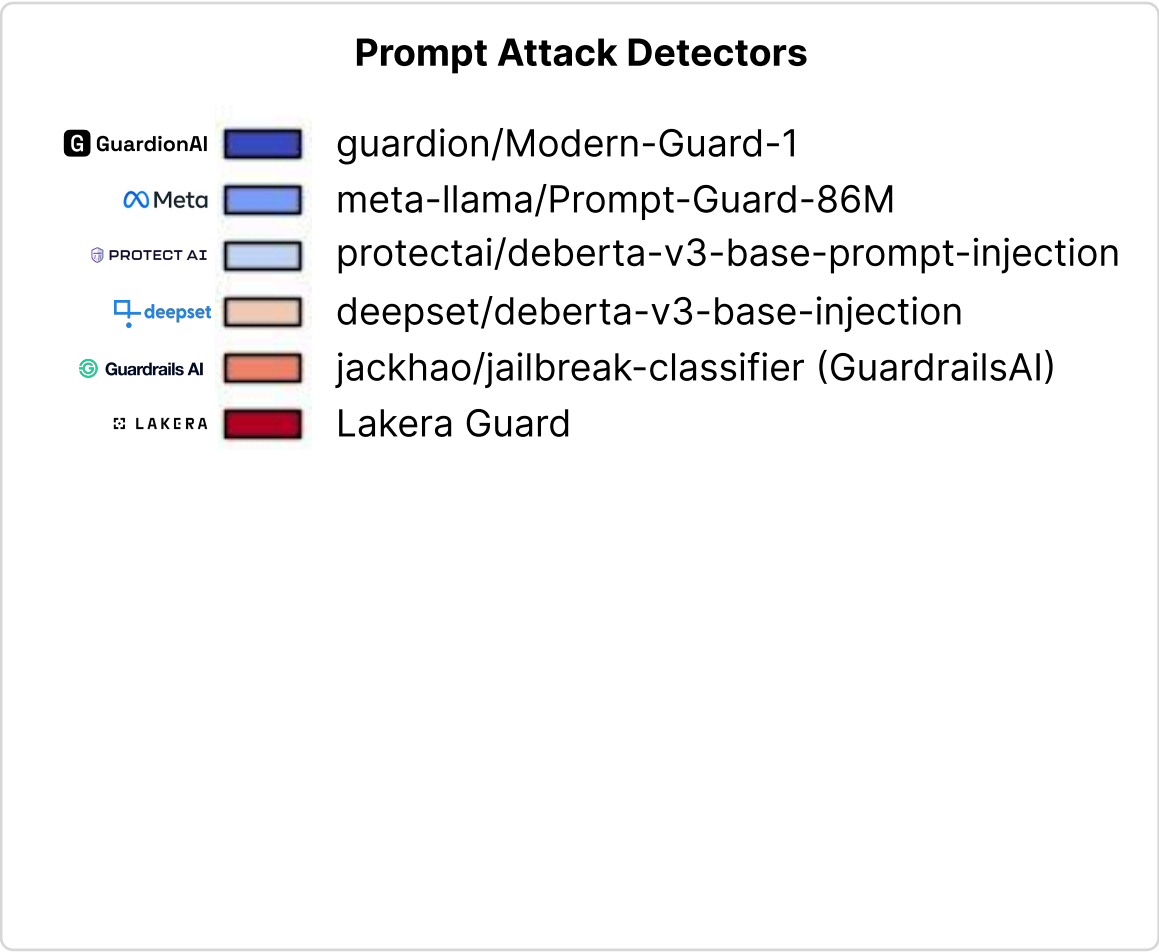 Prompt Attack Detectors
G GuardionAI guardion/Modern-Guard-1
Meta meta-llama/Prompt-Guard-86M
PROTECT AI protectai/deberta-v3-base-prompt-injection
deepset deepset/deberta-v3-base-injection
Guardrails AI jackhao/jailbreak-classifier (GuardrailsAI)
LAKERA Lakera Guard